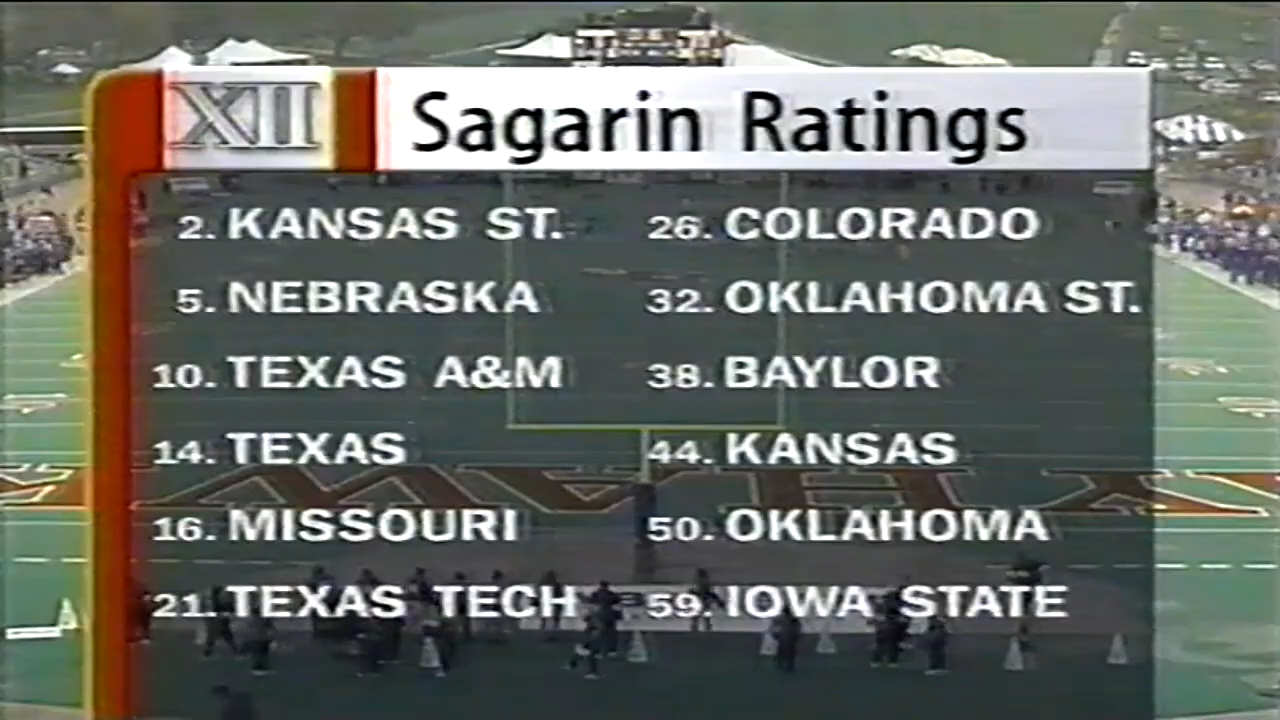 XII Sagarin Ratings
2. KANSAS ST.
5. NEBRASKA
10. TEXAS A&M
14. TEXAS
16. MISSOURI
21. TEXAS TECH
26. COLORADO
32. OKLAHOMA ST.
38. BAYLOR
44. KANSAS
50. OKLAHOMA
59. IOWA STATE